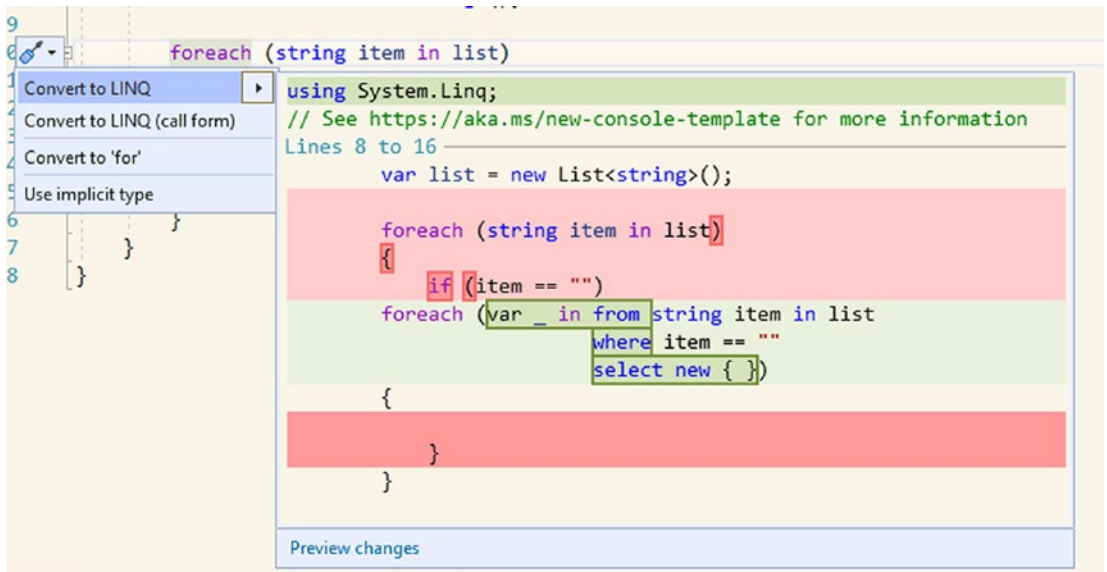 9
foreach (string item in list)
Convert to LINQ
Convert to LINQ (call form)
Convert to 'for'
Use implicit type
using System.Linq;
// See https://aka.ms/new-console-template for more information
Lines 8 to 16
var list = new List<string>();
foreach (string item in list)
{
if (item == "")
foreach (var _ in from string item in list
where item == ""
select new { })
{
}
}
Preview changes
6 }
7 }
8 }